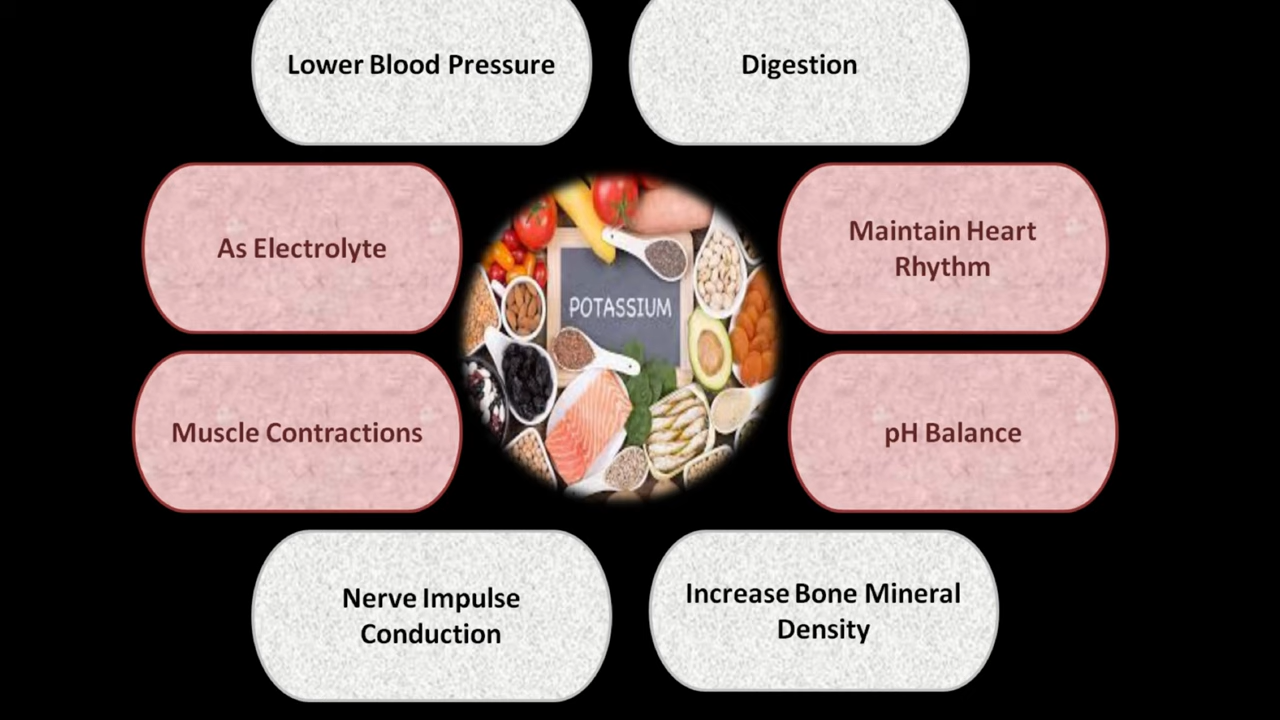 Lower Blood Pressure
Digestion
As Electrolyte
Maintain Heart
Rhythm
POTASSIUM
Muscle Contractions
pH Balance
Nerve Impulse
Conduction
Increase Bone Mineral
Density